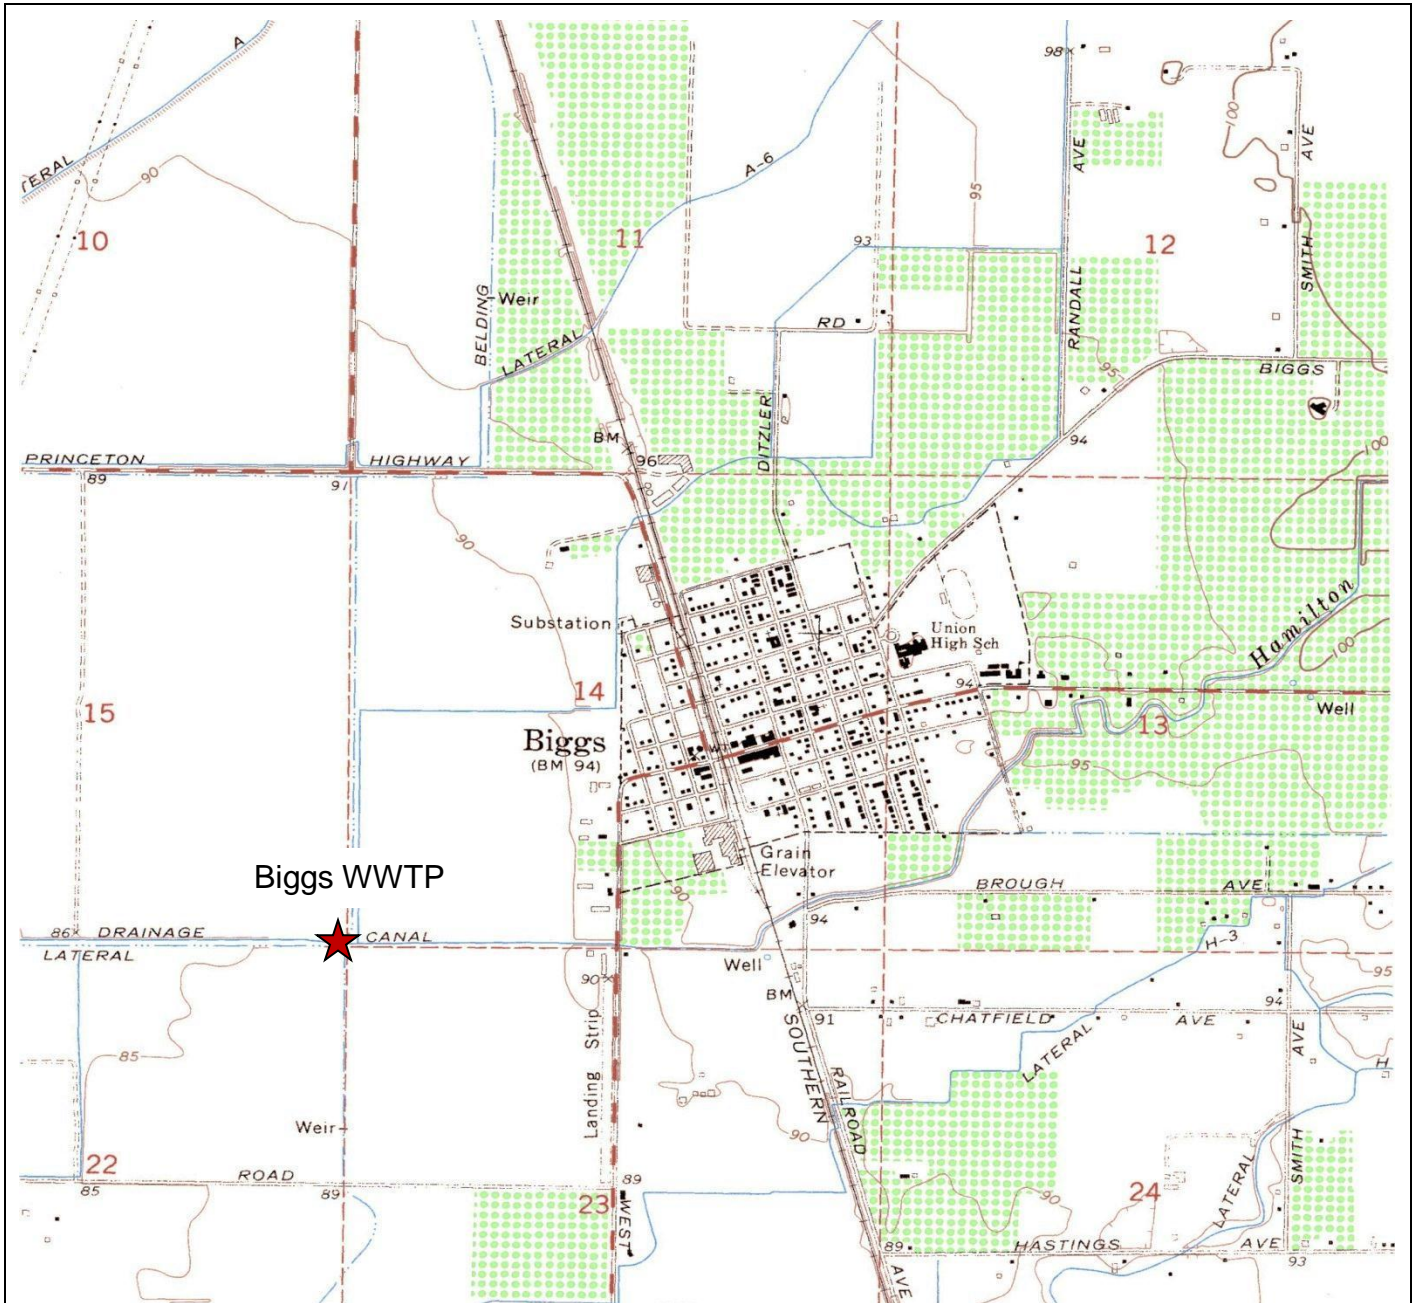 A
98
AVE
100
AVE
TERAL
90
A-6
95
10
11
93
12
SMITH
BELDING
Weir
RD
RANDALL
LATERAL
95
BIGGS
DITZLER
BM
96
94
100
PRINCETON
HIGHWAY
89
91
90
Substation
Union
High Sch
Hamilton
100
94
15
14
Well
13
Biggs
(BM 94)
95
Grain
Elevator
Biggs WWTP
90
BROUGH
AVE
94
86
DRAINAGE
CANAL
LATERAL
H-3
Well
90
BM
95
94
91
CHATFIELD
AVE
SOUTHERN
Landing Strip
LATERAL
AVE
85
RAILROAD
H
Weir
90
22
ROAD
85
89
89
23
WEST
90
24
LATERAL
SMITH
89
HASTINGS
AVE
93
AVE